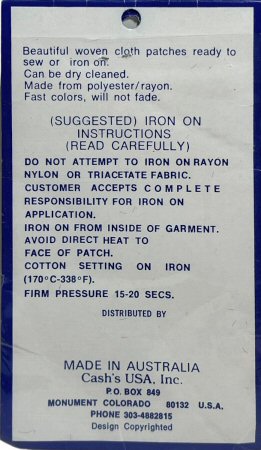 Beautiful woven cloth patches ready to
sew or iron on.
Can be dry cleaned.
Made from polyester/rayon.
Fast colors, will not fade.
(SUGGESTED) IRON ON
INSTRUCTIONS
(READ CAREFULLY)
DO NOT ATTEMPT TO IRON ON RAYON
NYLON OR TRIACETATE FABRIC.
CUSTOMER ACCEPTS COMPLETE
RESPONSIBILITY FOR IRON ON
APPLICATION.
IRON ON FROM INSIDE OF GARMENT.
AVOID DIRECT HEAT TO
FACE OF PATCH.
COTTON SETTING ON IRON
(170°C-338°F).
FIRM PRESSURE 15-20 SECS.
DISTRIBUTED BY
MADE IN AUSTRALIA
Cash's USA, Inc.
P.O. BOX 849
MONUMENT COLORADO 80132 U.S.A.
PHONE 303-4882815
Design Copyrighted